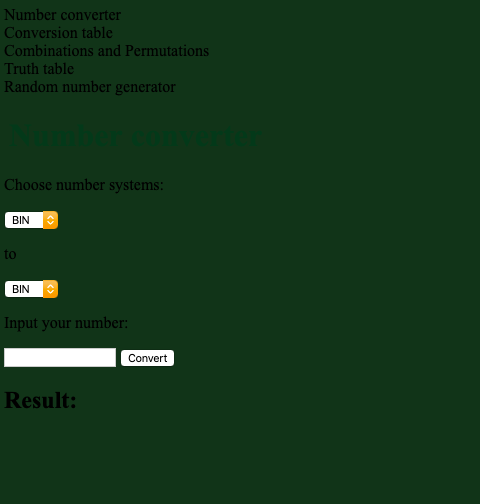 Number converter
Conversion table
Combinations and Permutations
Truth table
Random number generator
Number converter
Choose number systems:
BIN
to
BIN
Input your number:
Convert
Result: